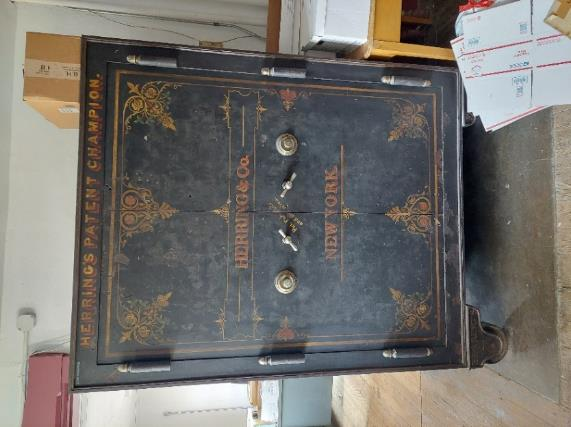 HERRING'S PATENT CHAMPION.
HERRING & Co.
NEW YORK.